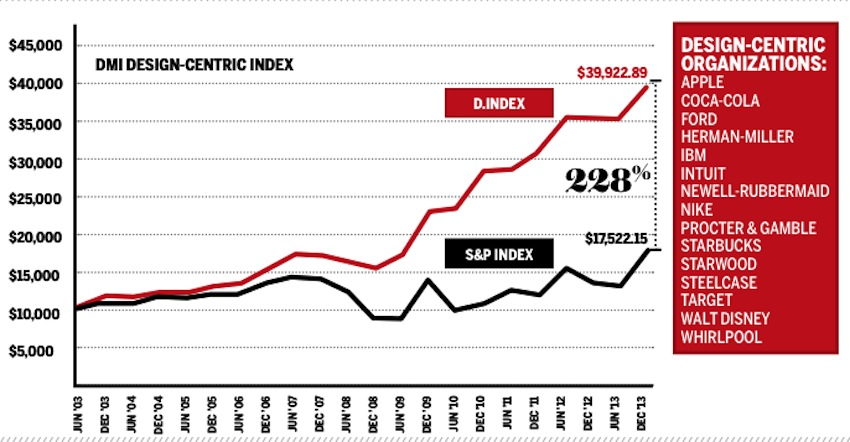 DMI DESIGN-CENTRIC INDEX
$45,000
$40,000
$35,000
$30,000
$25,000
$20,000
$15,000
$10,000
$5,000
$39,922.89
D.INDEX
228%
$17,522.15
S&P INDEX
JUN '03
DEC '03
JUN '04
DEC '04
JUN '05
DEC '05
JUN '06
DEC '06
JUN '07
DEC '07
JUN '08
DEC '08
JUN '09
DEC '09
JUN '10
DEC '10
JUN '11
DEC '11
JUN '12
DEC '12
JUN '13
DEC '13
DESIGN-CENTRIC
ORGANIZATIONS:
APPLE
COCA-COLA
FORD
HERMAN-MILLER
IBM
INTUIT
NEWELL-RUBBERMAID
NIKE
PROCTER & GAMBLE
STARBUCKS
STARWOOD
STEELCASE
TARGET
WALT DISNEY
WHIRLPOOL